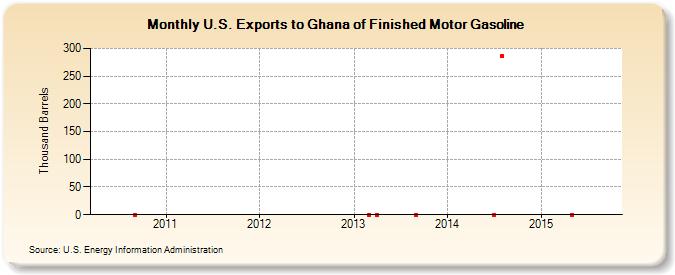 Monthly U.S. Exports to Ghana of Finished Motor Gasoline
Thousand Barrels
300
250
200
150
100
50
0
2011 2012 2013 2014 2015
Source: U.S. Energy Information Administration